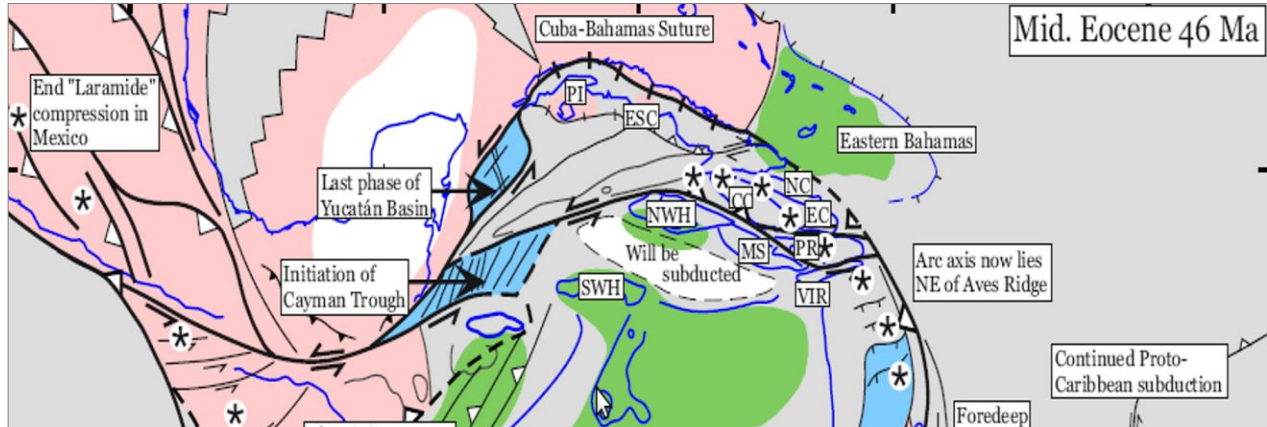 Mid. Eocene 46 Ma
Cuba-Bahamas Suture
End "Laramide"
compression in
Mexico
PI
ESC
Eastern Bahamas
Last phase of
Yucatán Basin
NC
CC
EC
NWH
MS
PR
Will be
subducted
Arc axis now lies
NE of Aves Ridge
Initiation of
Cayman Trough
SWH
VIR
Continued Proto-
Caribbean subduction
Foredeep